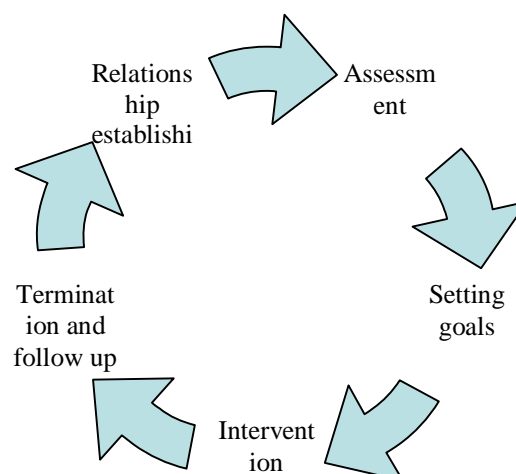 Relations
hip
establishi
Assessm
ent
Setting
goals
Intervent
ion
Terminat
ion and
follow up